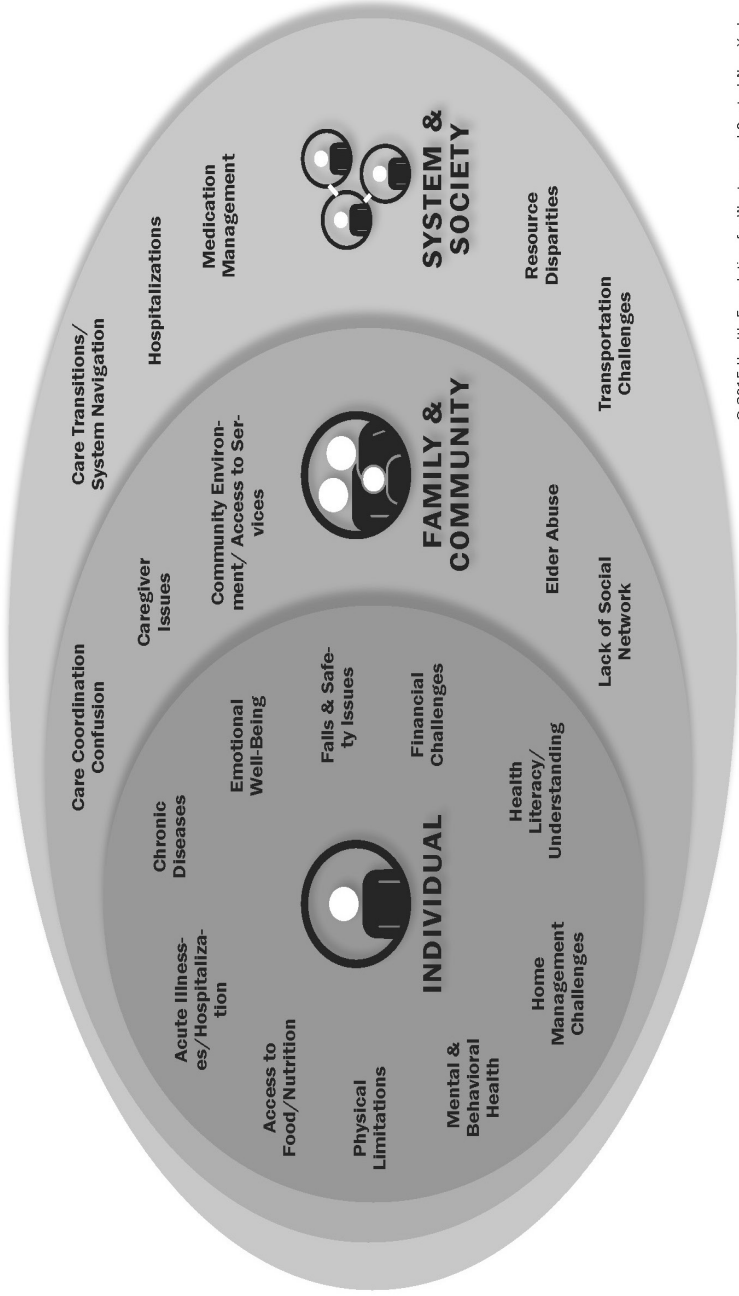 Acute Illness-
es/Hospitaliza-
tion
Chronic
Diseases
Access to
Food/Nutrition
Emotional
Well-Being
Physical
Limitations
Falls & Safe-
ty Issues
INDIVIDUAL
Financial
Challenges
Mental &
Behavioral
Health
Home
Management
Challenges
Health
Literacy/
Understanding
Care Coordination
Confusion
Caregiver
Issues
Community Environ-
ment/ Access to Ser-
vices
FAMILY &
COMMUNITY
Elder Abuse
Lack of Social
Network
Care Transitions/
System Navigation
Hospitalizations
Medication
Management
SYSTEM &
SOCIETY
Resource
Disparities
Transportation
Challenges